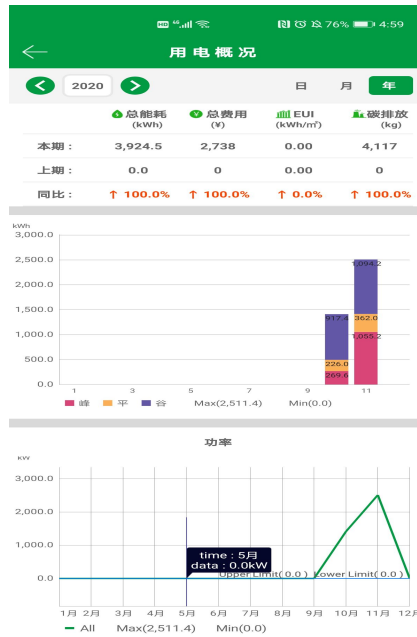 HD 76% 4:59
用电概况
2020 日 月 年
总能耗 总费用 EUI 碳排放
(kWh) (¥) (kWh/㎡) (kg)
本期： 3,924.5 2,738 0.00 4,117
上期： 0.0 0 0.00 0
同比： ↑ 100.0% ↑ 100.0% ↑ 0.0% ↑ 100.0%
kWh
3,000.0
2,500.0
1,094.2
2,000.0
1,500.0
917.4 362.0
1,000.0
1,055.2
500.0
226.0
269.6
0.0
1 3 5 7 9 11
峰 平 谷 Max(2,511.4) Min(0.0)
功率
kW
3,000.0
2,000.0
1,000.0
time : 5月
data : 0.0kW
Upper Limit( 0.0 ) Lower Limit( 0.0 )
0.0
1月 2月 3月 4月 5月 6月 7月 8月 9月 10月 11月 12月
All Max(2,511.4) Min(0.0)